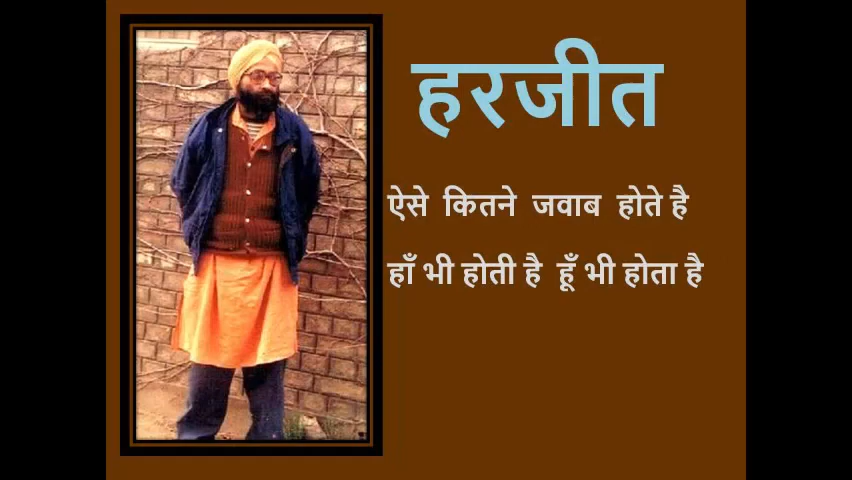 हरजीत
ऐसे कितने जवाब होते है
हाँ भी होती है हूँ भी होता है